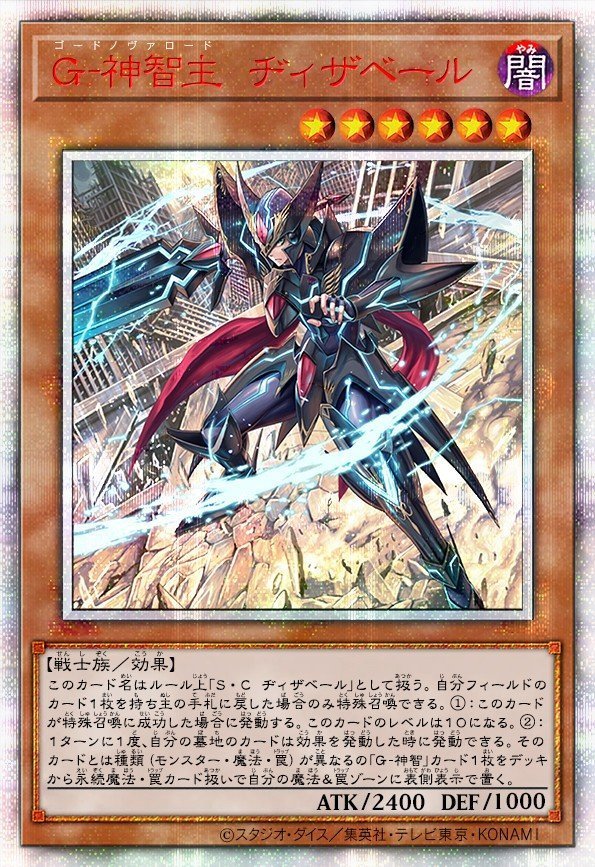 ゴードノヴァロード
G-神智主 ヂィザベール
やみ
闇
【戦士族／効果】
このカード名はルール上「S・C ヂィザベール」として扱う。自分フィールドの
カード1枚を持ち主の手札に戻した場合のみ特殊召喚できる。①：このカード
が特殊召喚に成功した場合に発動する。このカードのレベルは10になる。②：
1ターンに1度、自分の墓地のカードは効果を発動した時に発動できる。その
カードとは種類（モンスター・魔法・罠）が異なるの「G-神智」カード1枚をデッキ
から永続魔法・罠カード扱いで自分の魔法&罠ゾーンに表側表示で置く。
ATK/2400 DEF/1000
©スタジオ・ダイス／集英社・テレビ東京・KONAMI